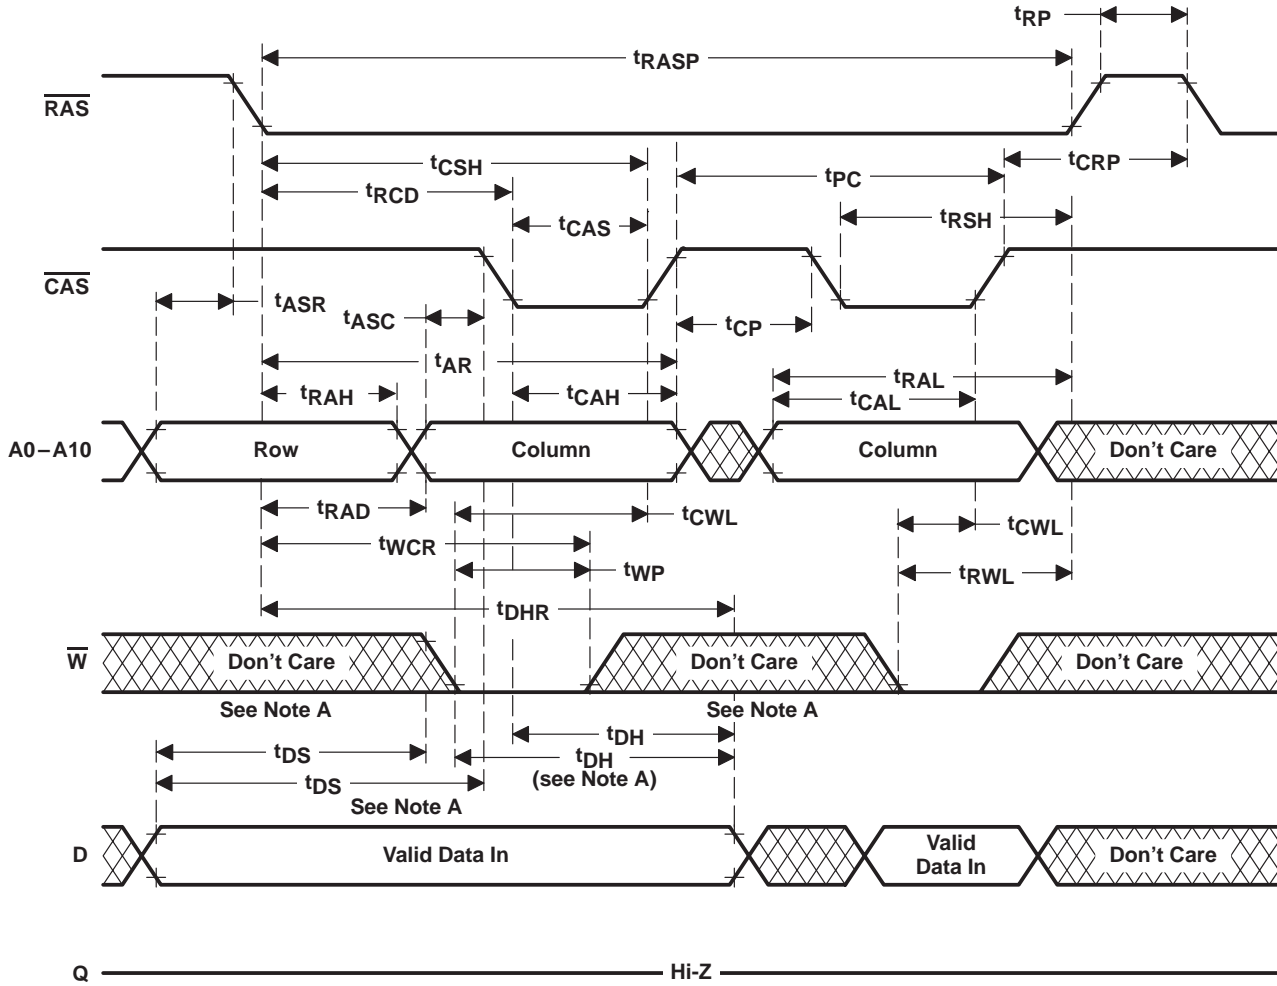 tRP
tRASP
RAS
tCSH
tCRP
tPC
tRCD
tRSH
tCAS
CAS
tASR
tASC
tCP
tAR
tRAL
tRAH
tCAH
tCAL
A0–A10
Row
Column
Column
Don't Care
tRAD
tCWL
tCWL
tWCR
tWP
tRWL
tDHR
W
Don't Care
Don't Care
Don't Care
See Note A
See Note A
tDH
tDS
tDH
(see Note A)
tDS
See Note A
D
Valid Data In
Valid
Data In
Don't Care
Q
Hi-Z